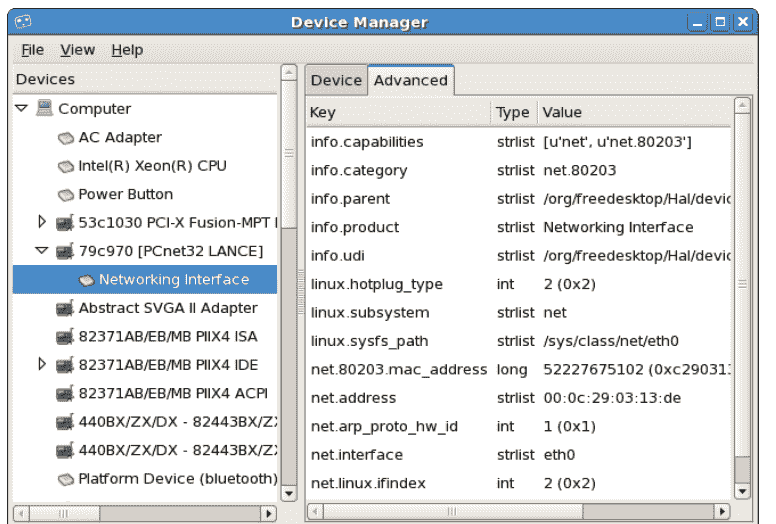 Device Manager
File View Help
Devices
Computer
AC Adapter
Intel(R) Xeon(R) CPU
Power Button
53c1030 PCI-X Fusion-MPT
79c970 [PCnet32 LANCE]
Networking Interface
Abstract SVGA II Adapter
82371AB/EB/MB PIIX4 ISA
82371AB/EB/MB PIIX4 IDE
82371AB/EB/MB PIIX4 ACPI
440BX/ZX/DX - 82443BX/Z
440BX/ZX/DX - 82443BX/Z
Platform Device (bluetooth)
Device Advanced
Key Type Value
info.capabilities strlist [u'net', u'net.80203']
info.category strlist net.80203
info.parent strlist /org/freedesktop/Hal/devic
info.product strlist Networking Interface
info.udi strlist /org/freedesktop/Hal/devic
linux.hotplug_type int 2 (0x2)
linux.subsystem strlist net
linux.sysfs_path strlist /sys/class/net/eth0
net.80203.mac_address long 52227675102 (0xc290313
net.address strlist 00:0c:29:03:13:de
net.arp_proto_hw_id int 1 (0x1)
net.interface strlist eth0
net.linux.ifindex int 2 (0x2)